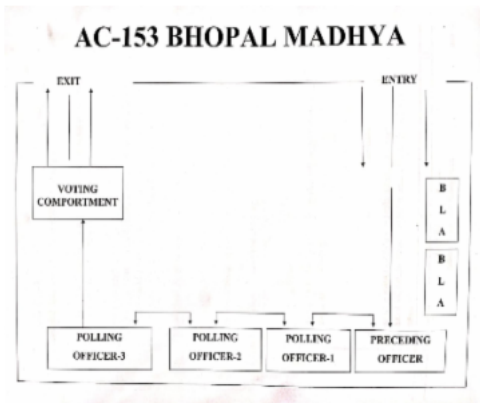 AC-153 BHOPAL MADHYA
EXIT
ENTRY
VOTING
COMPORTMENT
B
L
A
B
L
A
POLLING
OFFICER-3
POLLING
OFFICER-2
POLLING
OFFICER-1
PRECEDING
OFFICER